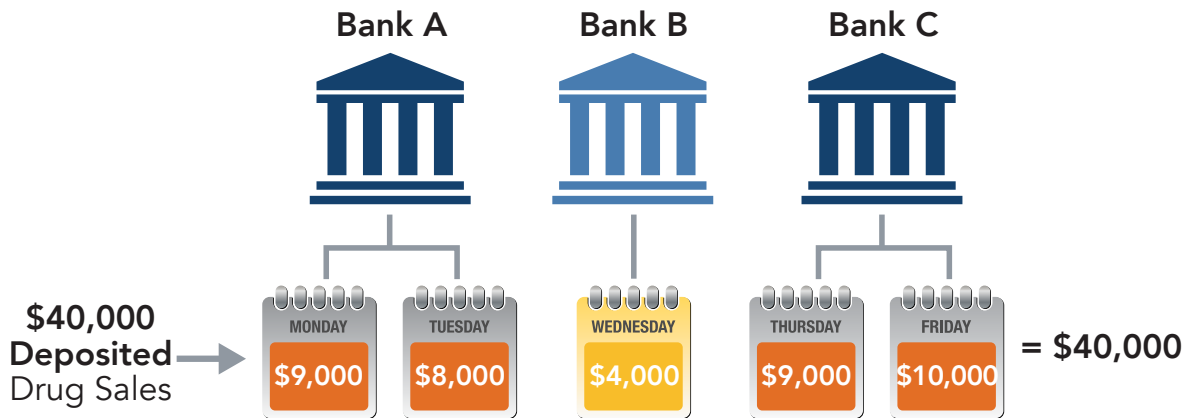 Bank A
Bank B
Bank C
$40,000
Deposited
Drug Sales
MONDAY
$9,000
TUESDAY
$8,000
WEDNESDAY
$4,000
THURSDAY
$9,000
FRIDAY
$10,000
= $40,000